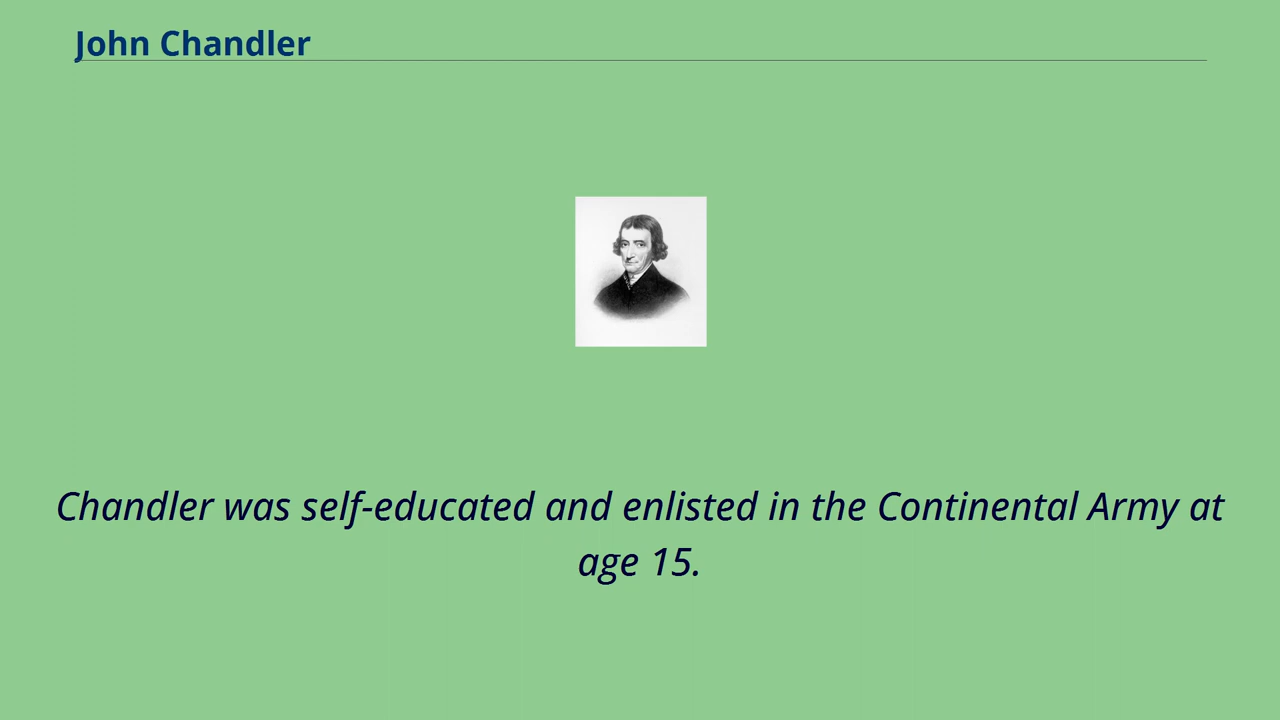 John Chandler
Chandler was self-educated and enlisted in the Continental Army at
age 15.